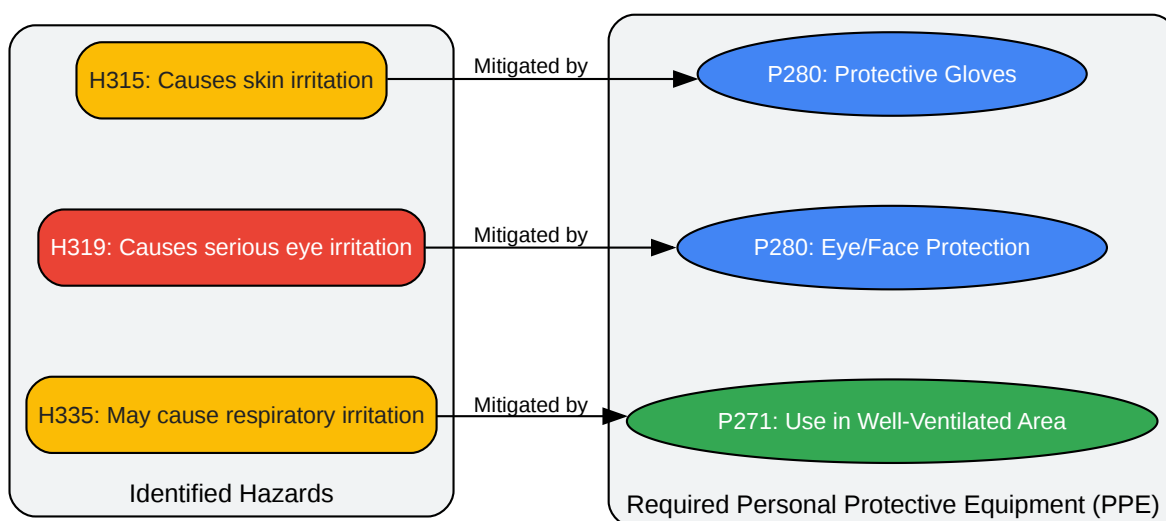 H315: Causes skin irritation
Mitigated by
P280: Protective Gloves
H319: Causes serious eye irritation
Mitigated by
P280: Eye/Face Protection
H335: May cause respiratory irritation
Mitigated by
P271: Use in Well-Ventilated Area
Identified Hazards
Required Personal Protective Equipment (PPE)